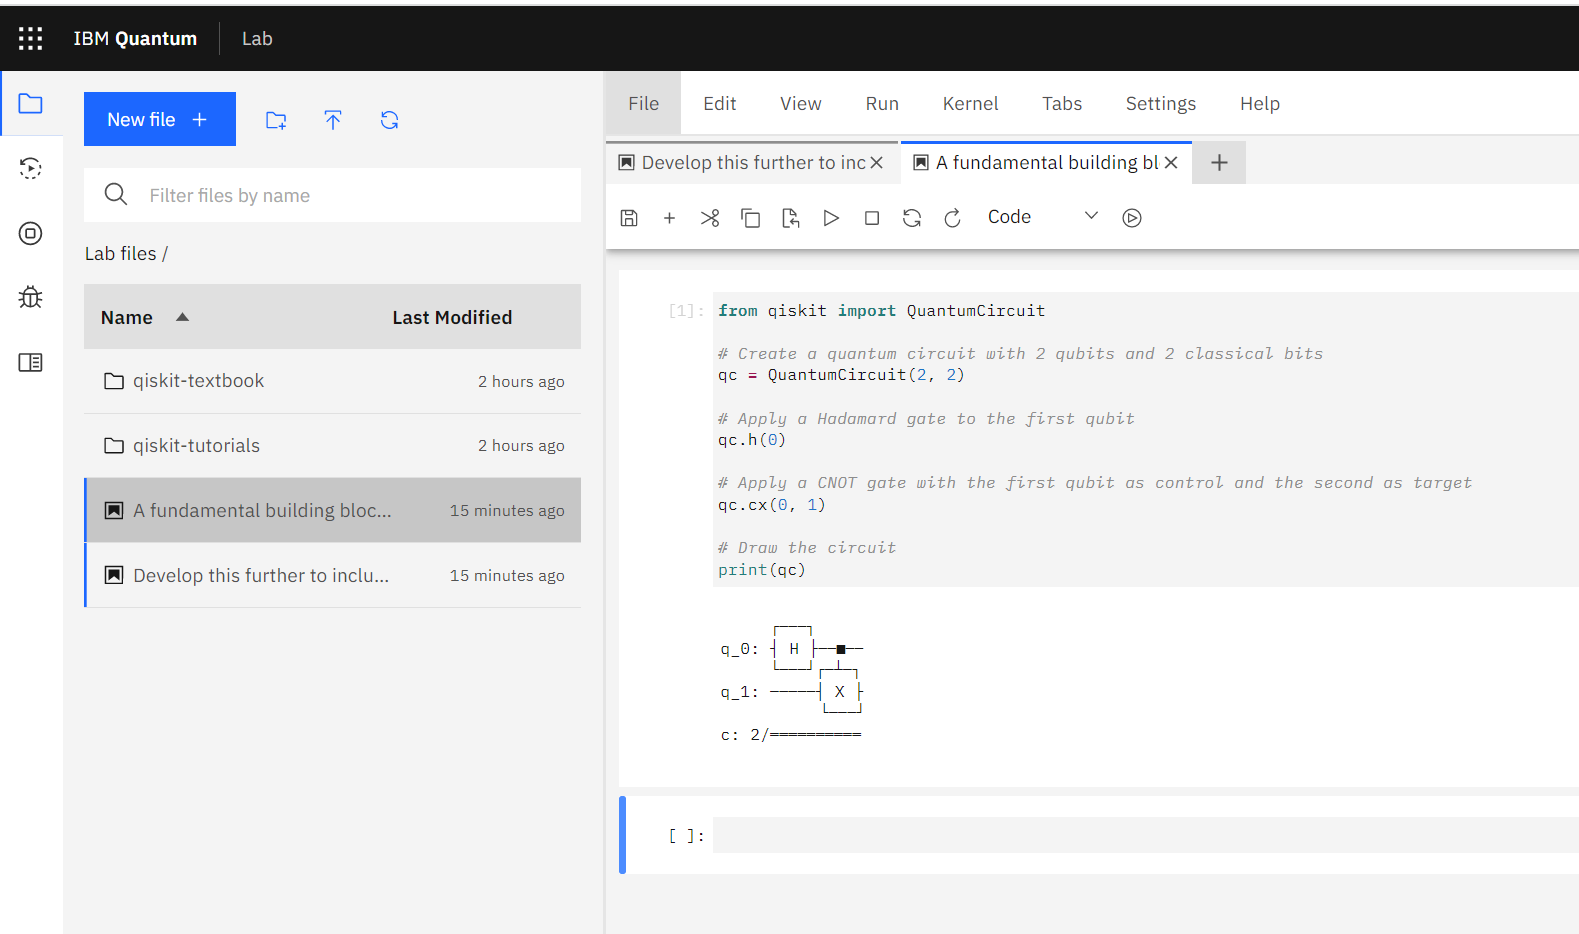 IBM Quantum Lab
New file +
Filter files by name
Lab files /
Name Last Modified
qiskit-textbook 2 hours ago
qiskit-tutorials 2 hours ago
A fundamental building bloc... 15 minutes ago
Develop this further to inclu... 15 minutes ago
File Edit View Run Kernel Tabs Settings Help
Develop this further to inc A fundamental building bl
Code
[1]: from qiskit import QuantumCircuit
# Create a quantum circuit with 2 qubits and 2 classical bits
qc = QuantumCircuit(2, 2)
# Apply a Hadamard gate to the first qubit
qc.h(0)
# Apply a CNOT gate with the first qubit as control and the second as target
qc.cx(0, 1)
# Draw the circuit
print(qc)
┌───┐
q_0: ┤ H ├──■──
└───┘┌─┴─┐
q_1: ─────┤ X ├
└───┘
c: 2/══════════
[ ]: